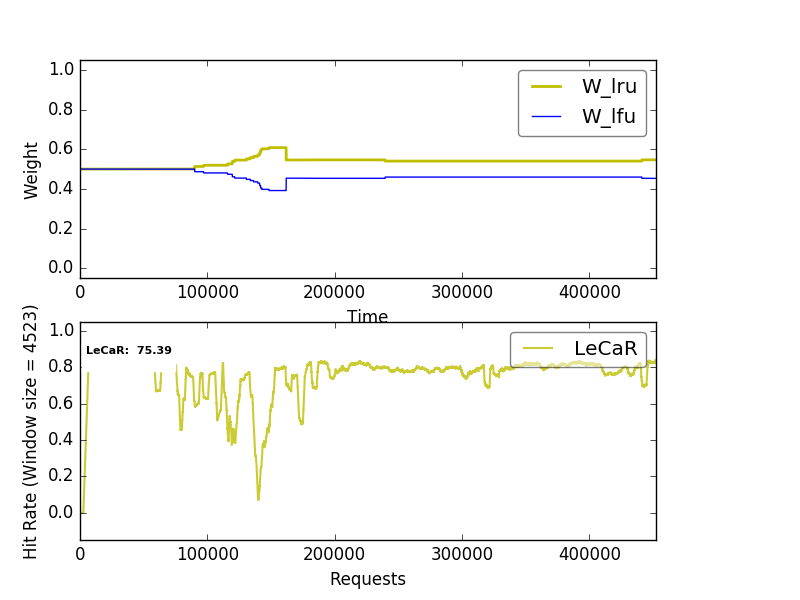 1.0
0.8
0.6
0.4
0.2
0.0
Weight
W_lru
W_lfu
0 100000 200000 300000 400000
Time
1.0
0.8
0.6
0.4
0.2
0.0
Hit Rate (Window size = 4523)
LeCaR: 75.39
LeCaR
0 100000 200000 300000 400000
Requests